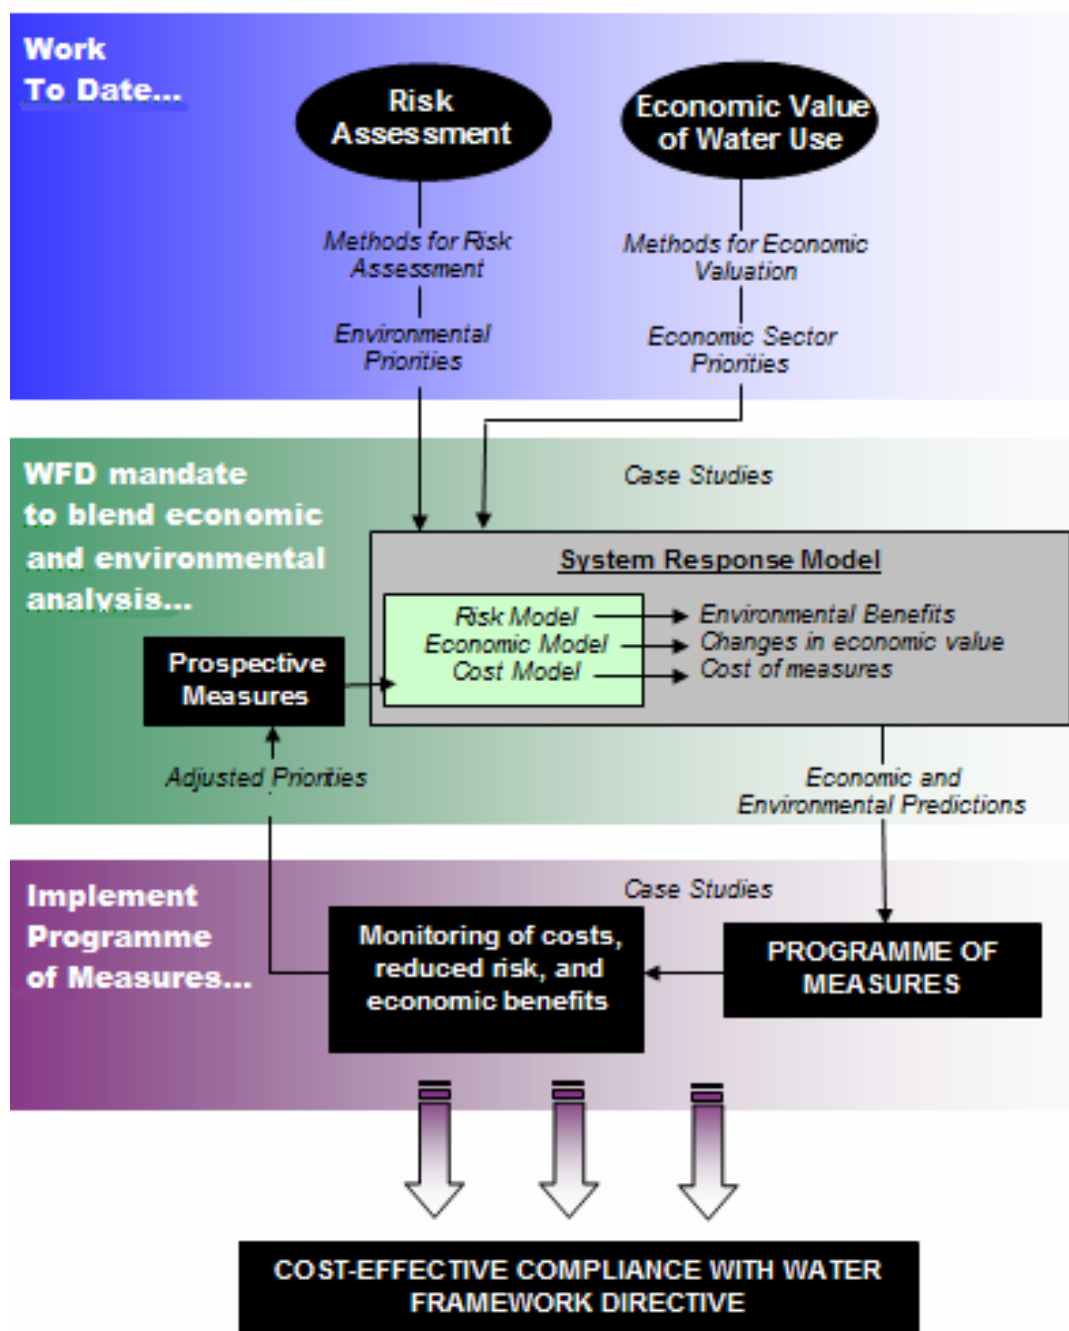 Work
To Date...
Risk
Assessment
Economic Value
of Water Use
Methods for Risk
Assessment
Methods for Economic
Valuation
Environmental
Priorities
Economic Sector
Priorities
WFD mandate
to blend economic
and environmental
analysis...
Case Studies
System Response Model
Risk Model
Economic Model
Cost Model
Environmental Benefits
Changes in economic value
Cost of measures
Prospective
Measures
Adjusted Priorities
Economic and
Environmental Predictions
Implement
Programme
of Measures...
Case Studies
Monitoring of costs,
reduced risk, and
economic benefits
PROGRAMME OF
MEASURES
COST-EFFECTIVE COMPLIANCE WITH WATER
FRAMEWORK DIRECTIVE